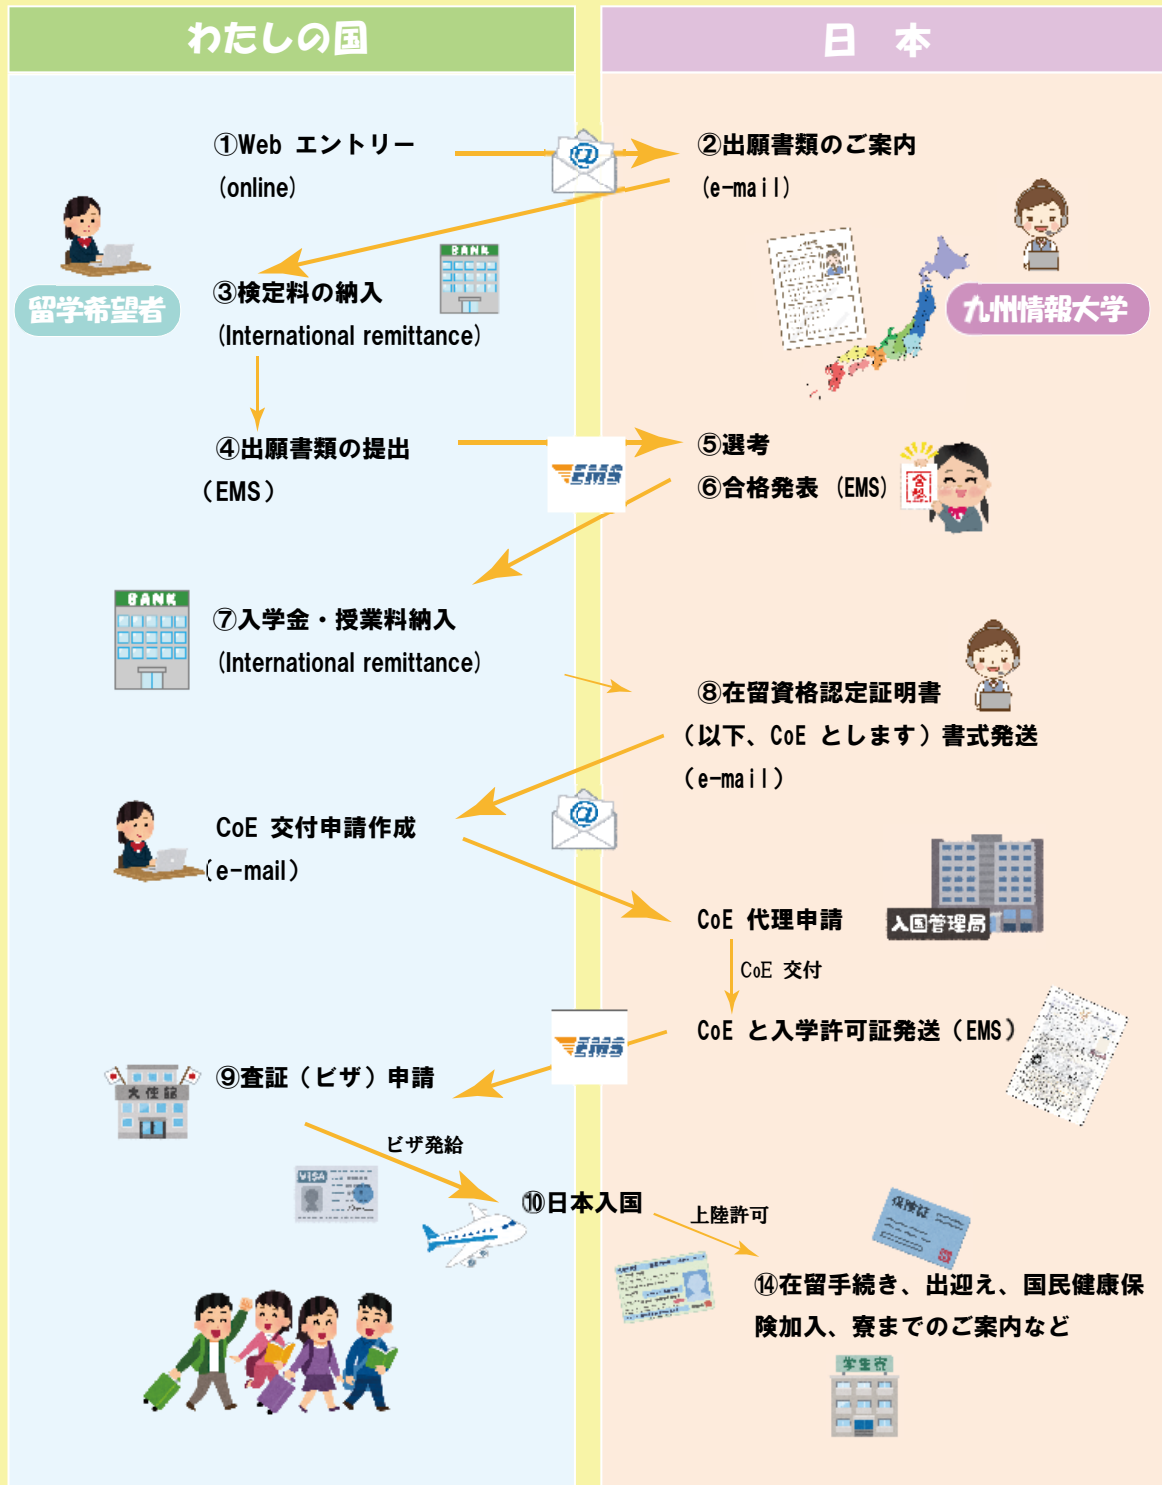 わたしの国
日 本
①Web エントリー
(online)
②出願書類のご案内
(e-mail)
留学希望者
BANK
③検定料の納入
(International remittance)
九州情報大学
④出願書類の提出
（EMS）
EMS
⑤選考
⑥合格発表 (EMS)
合格
BANK
⑦入学金・授業料納入
(International remittance)
⑧在留資格認定証明書
（以下、CoE とします）書式発送
（e-mail）
CoE 交付申請作成
（e-mail）
CoE 代理申請
入国管理局
CoE 交付
CoE と入学許可証発送（EMS）
EMS
大使館
⑨査証（ビザ）申請
ビザ発給
VISA
⑩日本入国
上陸許可
保険証
⑭在留手続き、出迎え、国民健康保
険加入、寮までのご案内など
学生寮